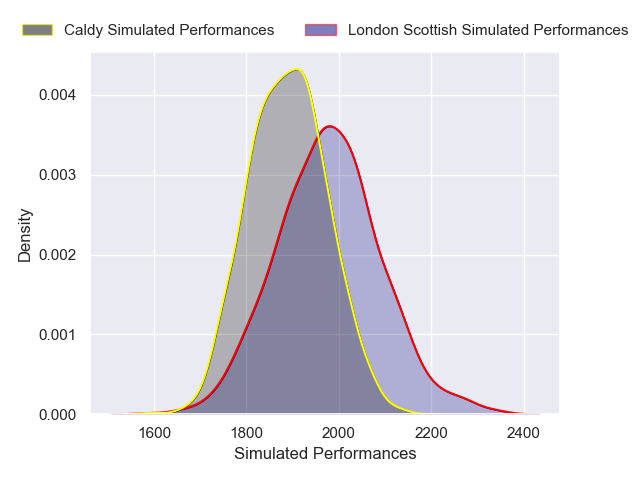 Caldy Simulated Performances
London Scottish Simulated Performances
Density
0.004
0.003
0.002
0.001
0.000
1600
1800
2000
2200
2400
Simulated Performances